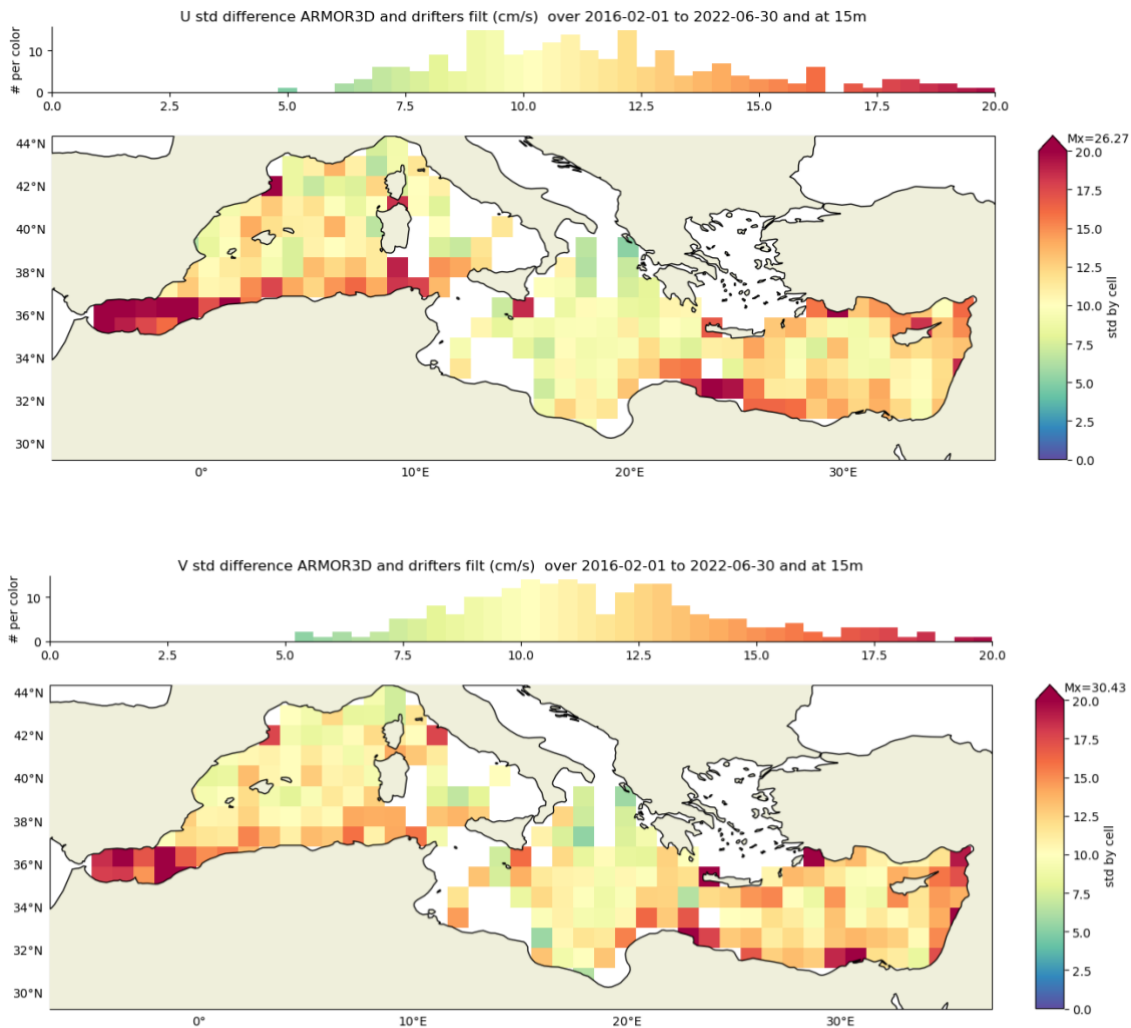 U std difference ARMOR3D and drifters filt (cm/s)  over 2016-02-01 to 2022-06-30 and at 15m
# per color
10
0
0.0 2.5 5.0 7.5 10.0 12.5 15.0 17.5 20.0
44°N
42°N
40°N
38°N
36°N
34°N
32°N
30°N
0° 10°E 20°E 30°E
Mx=26.27
20.0
17.5
15.0
12.5
10.0
7.5
5.0
2.5
0.0
std by cell
V std difference ARMOR3D and drifters filt (cm/s)  over 2016-02-01 to 2022-06-30 and at 15m
# per color
10
0
0.0 2.5 5.0 7.5 10.0 12.5 15.0 17.5 20.0
44°N
42°N
40°N
38°N
36°N
34°N
32°N
30°N
0° 10°E 20°E 30°E
Mx=30.43
20.0
17.5
15.0
12.5
10.0
7.5
5.0
2.5
0.0
std by cell